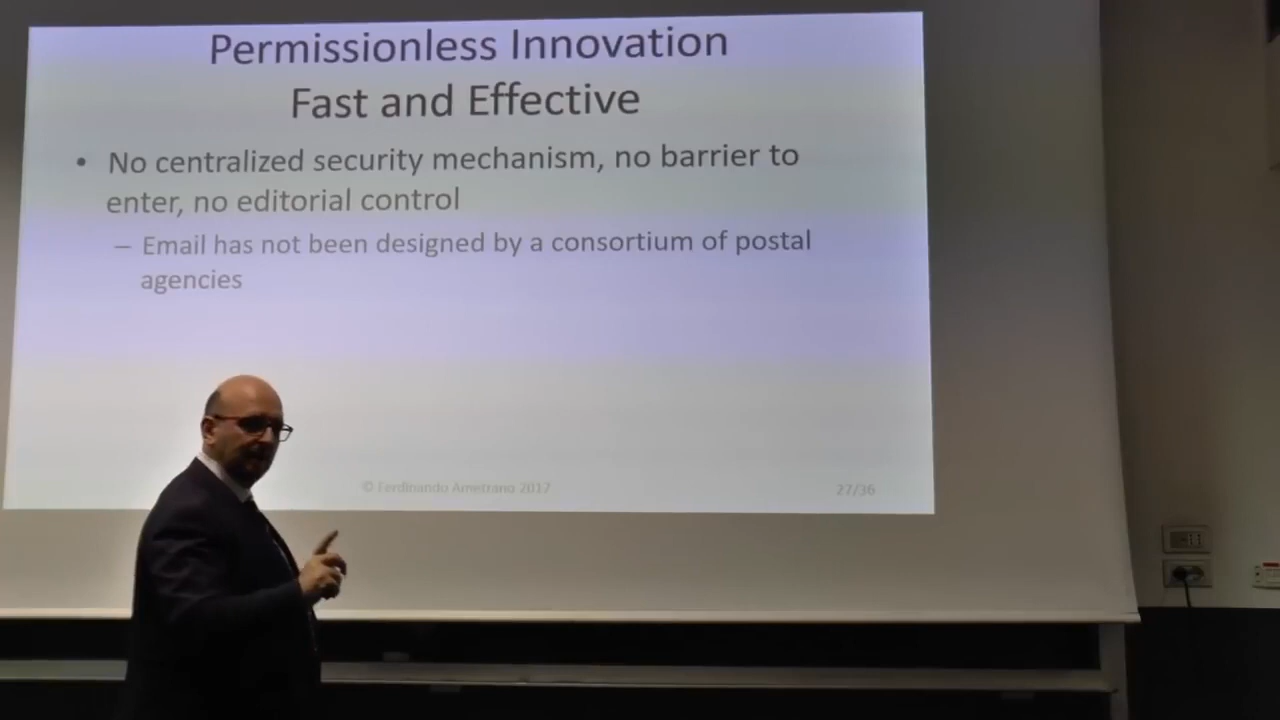 Permissionless Innovation
Fast and Effective
• No centralized security mechanism, no barrier to
enter, no editorial control
– Email has not been designed by a consortium of postal
agencies
© Ferdinando Ametrano 2017
27/36